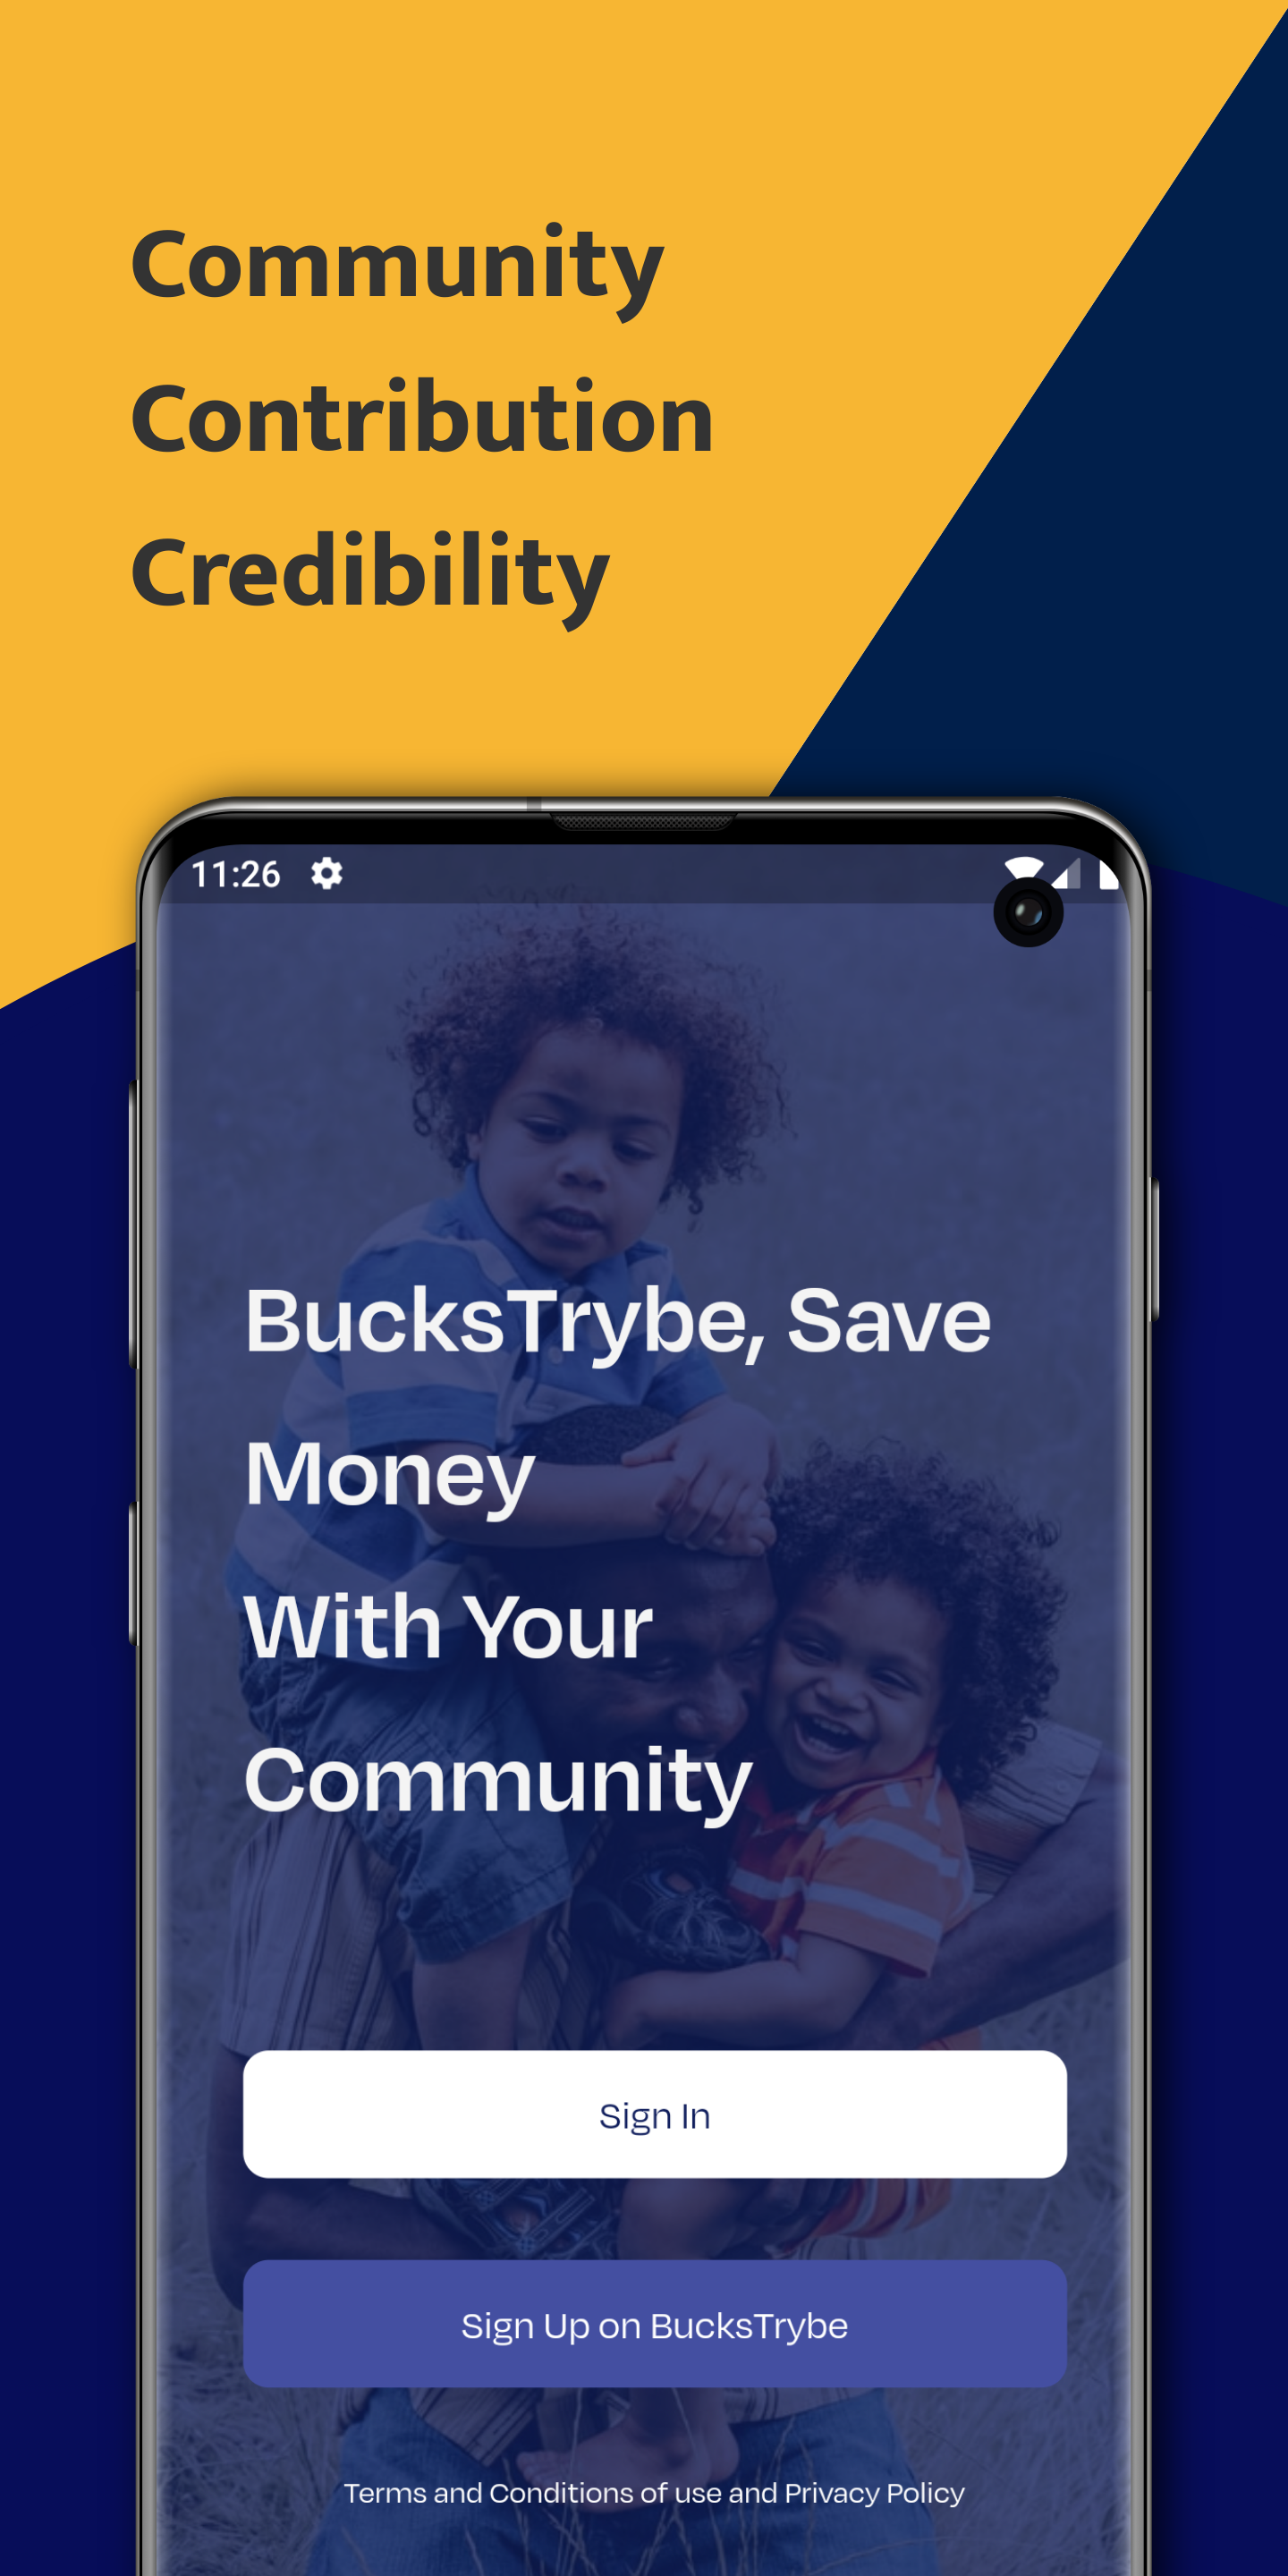 Community
Contribution
Credibility
11:26
BucksTrybe, Save
Money
With Your
Community
Sign In
Sign Up on BucksTrybe
Terms and Conditions of use and Privacy Policy